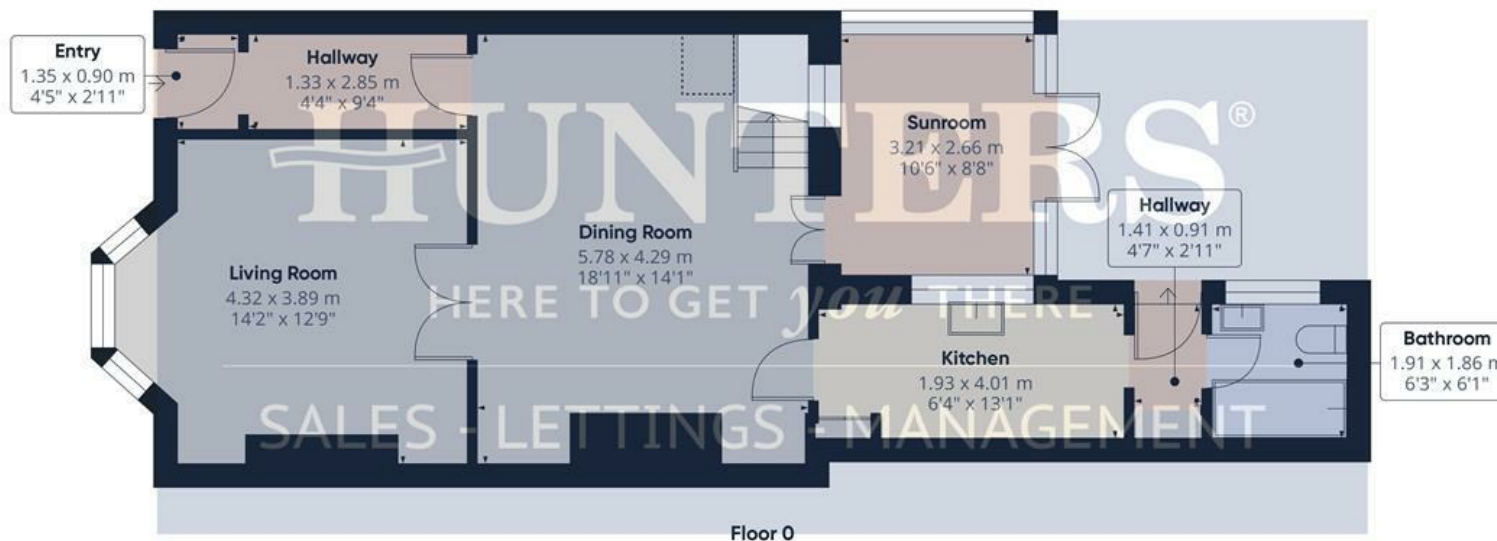 Entry
1.35 x 0.90 m
4'5" x 2'11"
Hallway
1.33 x 2.85 m
4'4" x 9'4"
HUNTERS®
Sunroom
3.21 x 2.66 m
10'6" x 8'8"
Hallway
1.41 x 0.91 m
4'7" x 2'11"
Dining Room
5.78 x 4.29 m
18'11" x 14'1"
Living Room
4.32 x 3.89 m
14'2" x 12'9"
HERE TO GET you THERE
Kitchen
1.93 x 4.01 m
6'4" x 13'1"
Bathroom
1.91 x 1.86 m
6'3" x 6'1"
SALES - LETTINGS - MANAGEMENT
Floor 0